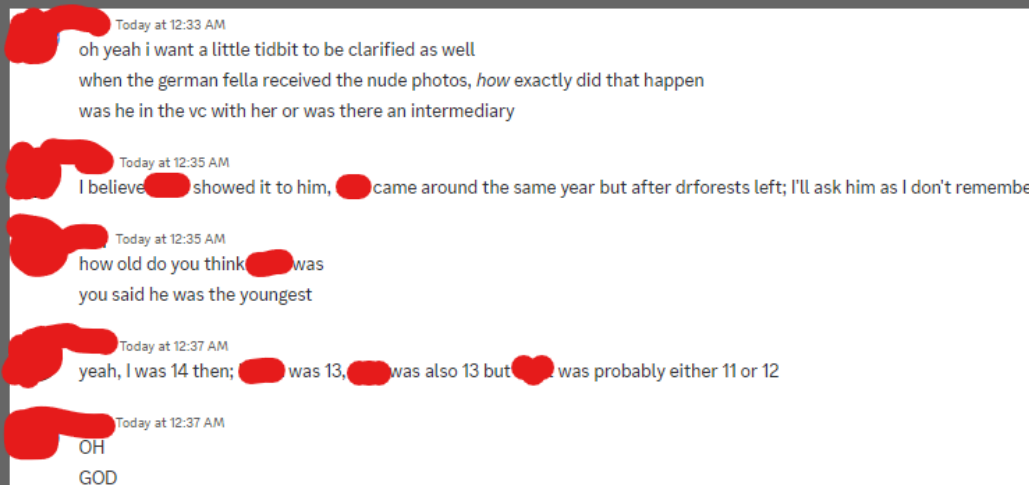 Today at 12:33 AM
oh yeah i want a little tidbit to be clarified as well
when the german fella received the nude photos, how exactly did that happen
was he in the vc with her or was there an intermediary
Today at 12:35 AM
I believe showed it to him, came around the same year but after drforests left; I'll ask him as I don't
Today at 12:35 AM
how old do you think was
you said he was the youngest
Today at 12:37 AM
yeah, I was 14 then; was 13, was also 13 but was probably either 11 or 12
Today at 12:37 AM
OH
GOD